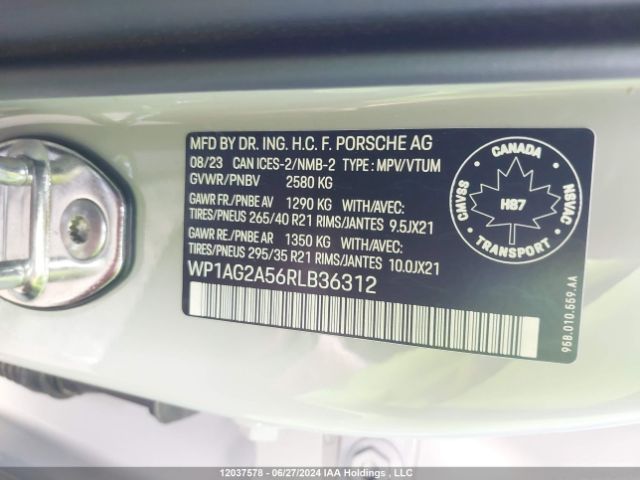 MFD BY DR. ING. H.C. F. PORSCHE AG
08/23 CAN ICES-2/NMB-2 TYPE : MPV/VTUM
GVWR/PNBV 2580 KG
GAWR FR./PNBE AV 1290 KG WITH/AVEC:
TIRES/PNEUS 265/40 R21 RIMS/JANTES 9.5JX21
GAWR RE./PNBE AR 1350 KG WITH/AVEC:
TIRES/PNEUS 295/35 R21 RIMS/JANTES 10.0JX21
WP1AG2A56RLB36312
CANADA
CMVSS
NSVAC
H87
TRANSPORT
958.010.559.AA
12037578 - 06/27/2024 IAA Holdings , LLC